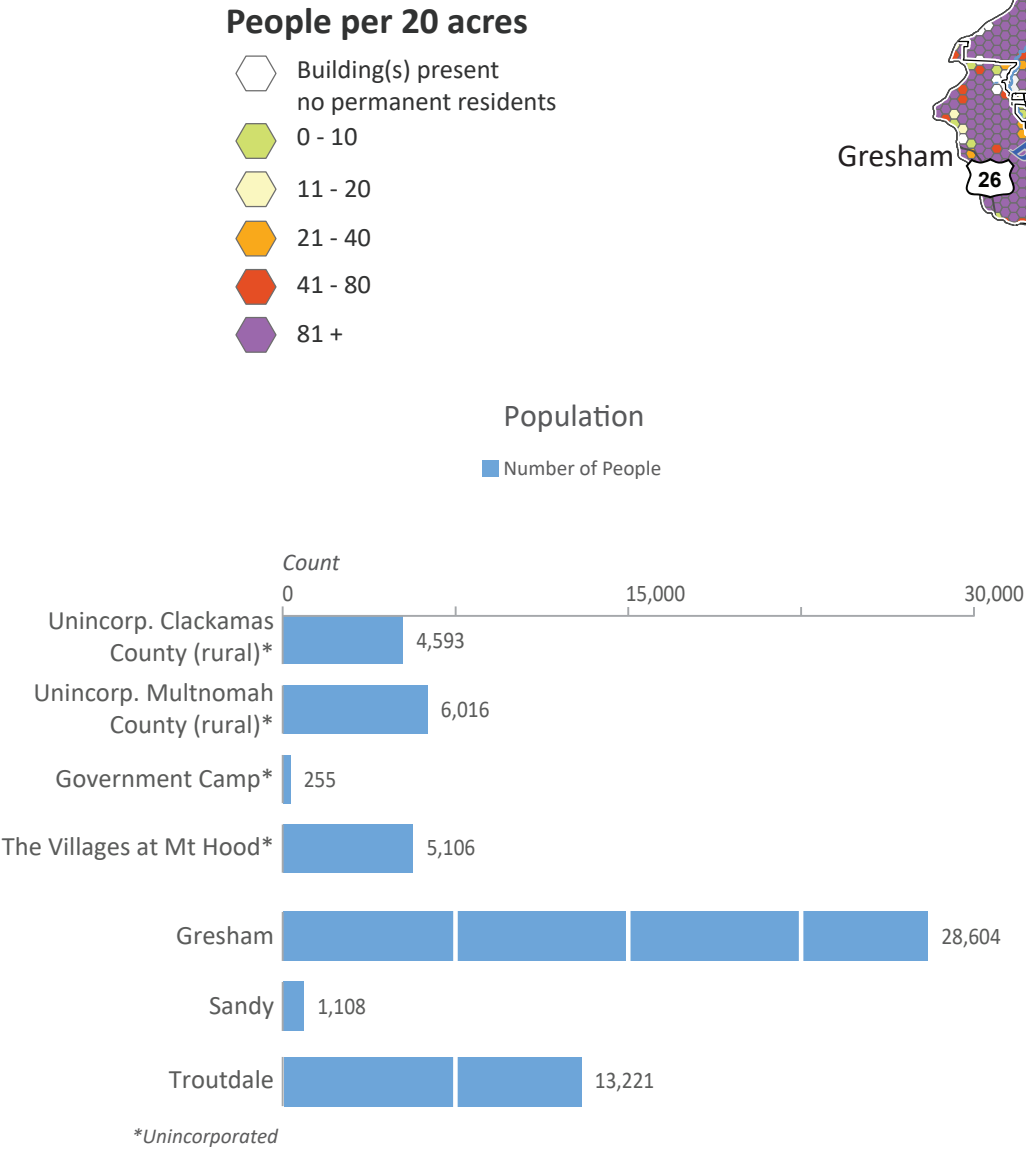 People per 20 acres
Building(s) present
no permanent residents
0 - 10
11 - 20
21 - 40
41 - 80
81 +
Gresham
26
Population
Number of People
Count
0
15,000
30,000
Unincorp. Clackamas
County (rural)*
4,593
Unincorp. Multnomah
County (rural)*
6,016
Government Camp*
255
The Villages at Mt Hood*
5,106
Gresham
28,604
Sandy
1,108
Troutdale
13,221
*Unincorporated